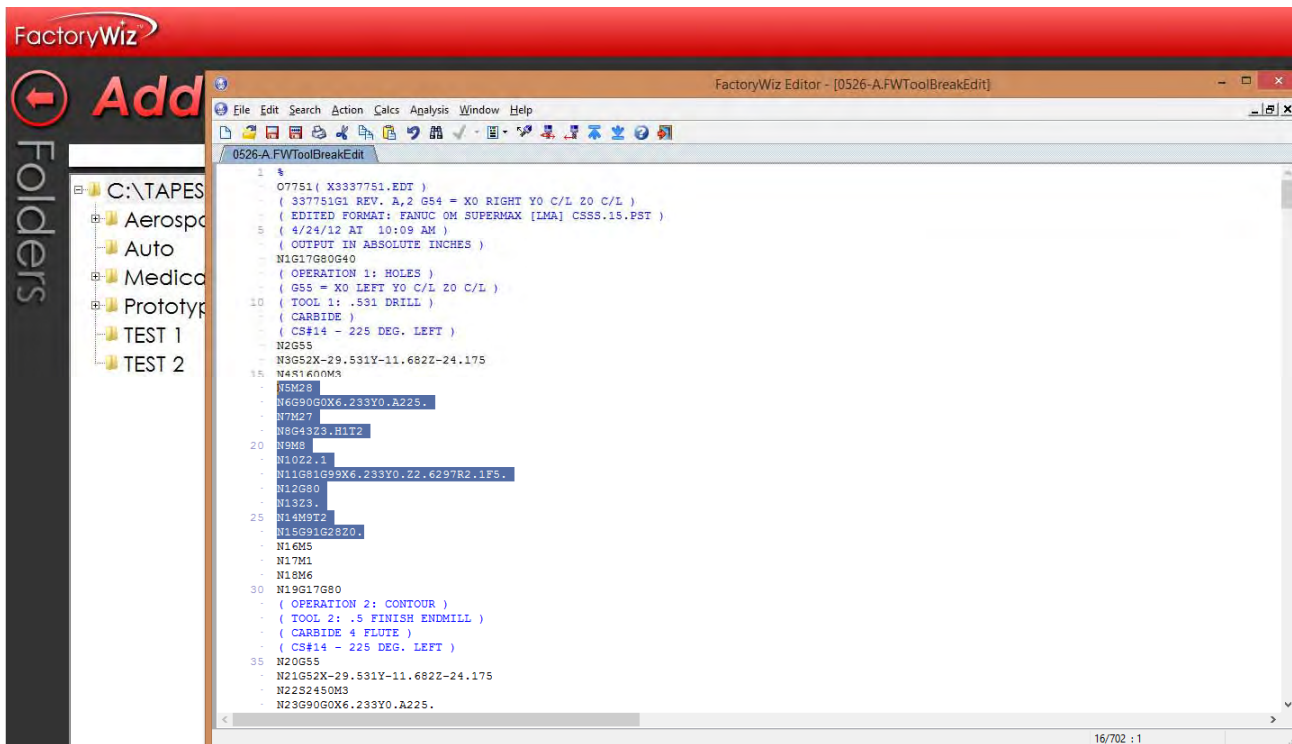 FactoryWiz
Add
Folders
C:\TAPES
Aerospa
Auto
Medica
Prototyp
TEST 1
TEST 2
FactoryWiz Editor - [0526-A.FWToolBreakEdit]
File Edit Search Action Calcs Analysis Window Help
0526-A.FWToolBreakEdit
1 %
O7751( X3337751.EDT )
( 337751G1 REV. A,2 G54 = X0 RIGHT Y0 C/L Z0 C/L )
( EDITED FORMAT: FANUC OM SUPERMAX [LMA] CSSS.15.PST )
5 ( 4/24/12 AT 10:09 AM )
( OUTPUT IN ABSOLUTE INCHES )
N1G17G80G40
( OPERATION 1: HOLES )
( G55 = X0 LEFT Y0 C/L Z0 C/L )
10 ( TOOL 1: .531 DRILL )
( CARBIDE )
( CS#14 - 225 DEG. LEFT )
N2G55
N3G52X-29.531Y-11.682Z-24.175
15 N4S1600M3
N5M28
N6G90G0X6.233Y0.A225.
N7M27
N8G43Z3.H1T2
20 N9M8
N10Z2.1
N11G81G99X6.233Y0.Z2.6297R2.1F5.
N12G80
N13Z3.
25 N14M9T2
N15G91G28Z0.
N16M5
N17M1
N18M6
30 N19G17G80
( OPERATION 2: CONTOUR )
( TOOL 2: .5 FINISH ENDMILL )
( CARBIDE 4 FLUTE )
( CS#14 - 225 DEG. LEFT )
35 N20G55
N21G52X-29.531Y-11.682Z-24.175
N22S2450M3
N23G90G0X6.233Y0.A225.
16/702 : 1